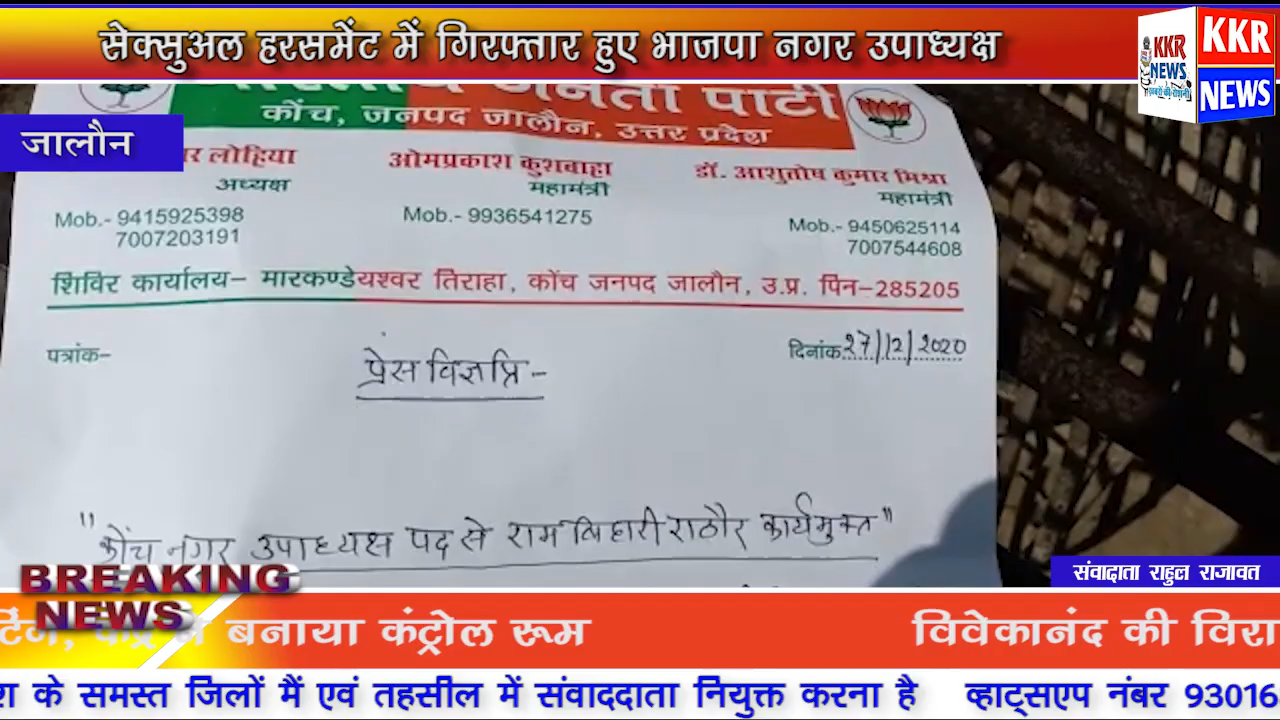 सेक्सुअल हरसमेंट में गिरफ्तार हुए भाजपा नगर उपाध्यक्ष
KKR NEWS
KKR NEWS
जालौन
जनता पार्टी
कोंच, जनपद जालौन, उत्तर प्रदेश
लोहिया
अध्यक्ष
Mob.- 9415925398
7007203191
ओमप्रकाश कुशवाहा
महामंत्री
Mob.- 9936541275
डॉ. आशुतोष कुमार मिश्रा
महामंत्री
Mob.- 9450625114
7007544608
शिविर कार्यालय- मारकण्डेयश्वर तिराहा, कोंच जनपद जालौन, उ.प्र. पिन-285205
पत्रांक-
दिनांक 27/12/2020
प्रेस विज्ञप्ति -
"कोंच नगर उपाध्यक्ष पद से राम बिहारी राठौर कार्यमुक्त"
संवादाता राहुल राजावत
BREAKING NEWS
बनाया कंट्रोल रूम विवेकानंद की विरा
श के समस्त जिलों मैं एवं तहसील में संवाददाता नियुक्त करना है व्हाट्सएप नंबर 93016